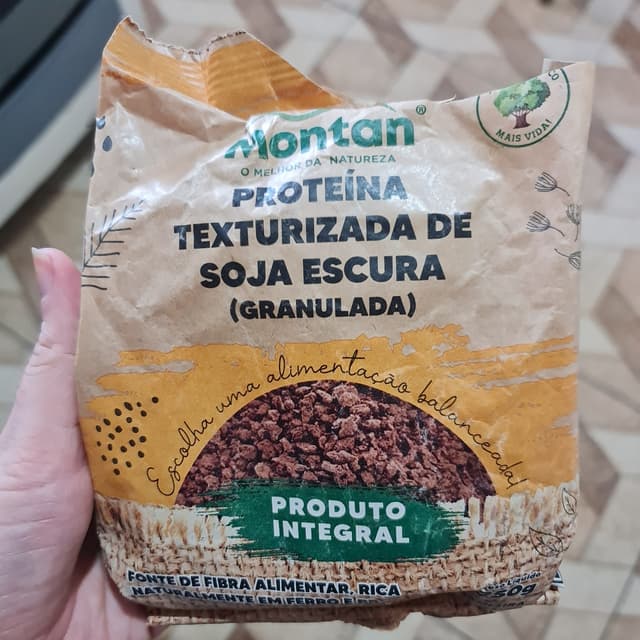 Montan®
O MELHOR DA NATUREZA
MAIS VIDA!
PROTEÍNA
TEXTURIZADA DE
SOJA ESCURA
(GRANULADA)
Escolha uma alimentação balanceada!
PRODUTO
INTEGRAL
FONTE DE FIBRA ALIMENTAR, RICA
NATURALMENTE EM FERRO E